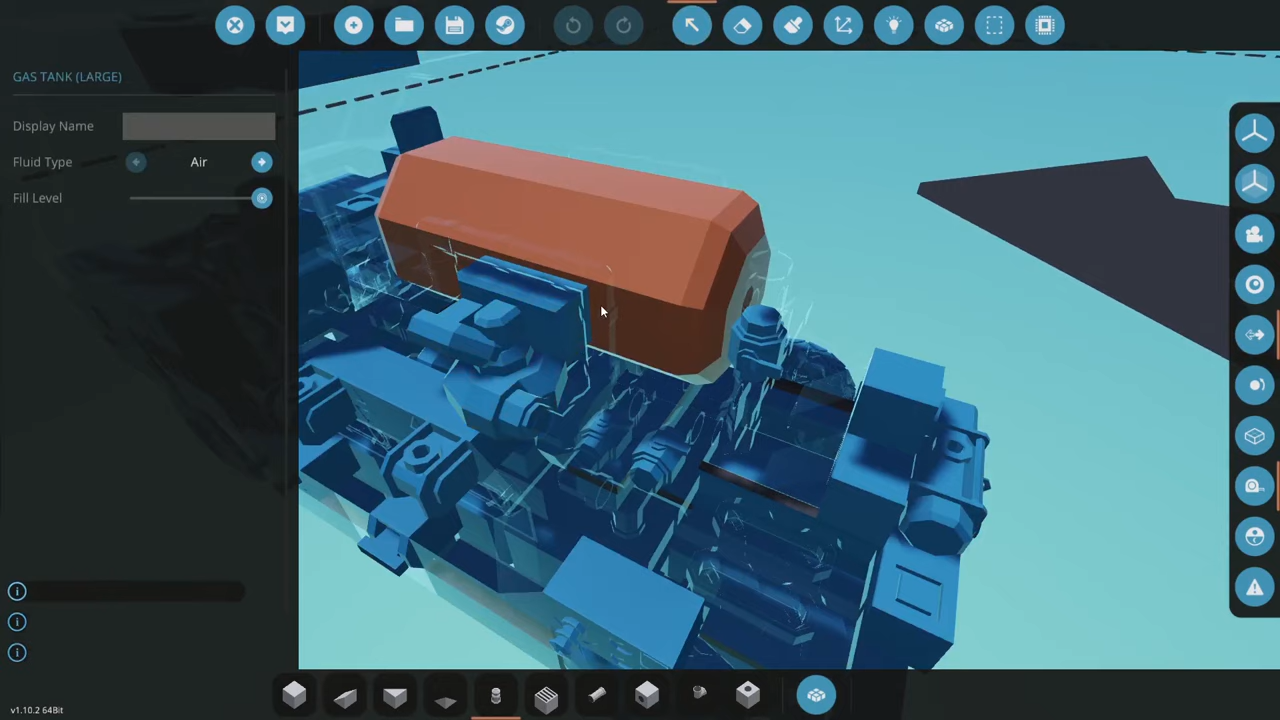 GAS TANK (LARGE)
Display Name
Fluid Type Air
Fill Level
v1.10.2 64Bit